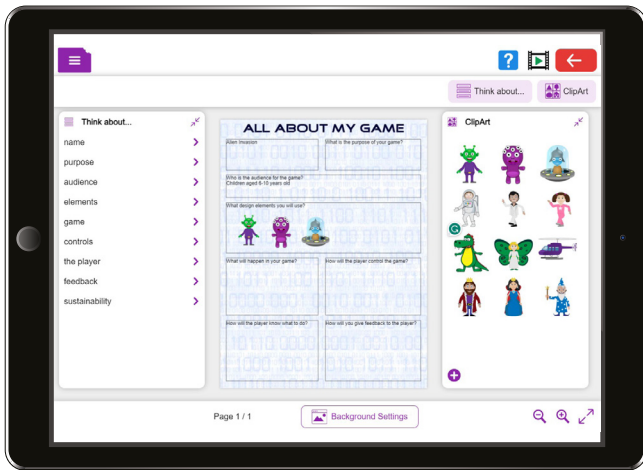 ?
Think about...
ClipArt
Think about...
name
purpose
audience
elements
game
controls
the player
feedback
sustainability
ALL ABOUT MY GAME
Alien Invasion
What is the purpose of your game?
Who is the audience for the game?
Children aged 6-10 years old
What design elements you will use?
What will happen in your game?
How will the player control the game?
How will the player know what to do?
How will you give feedback to the player?
ClipArt
G
Page 1 / 1
Background Settings